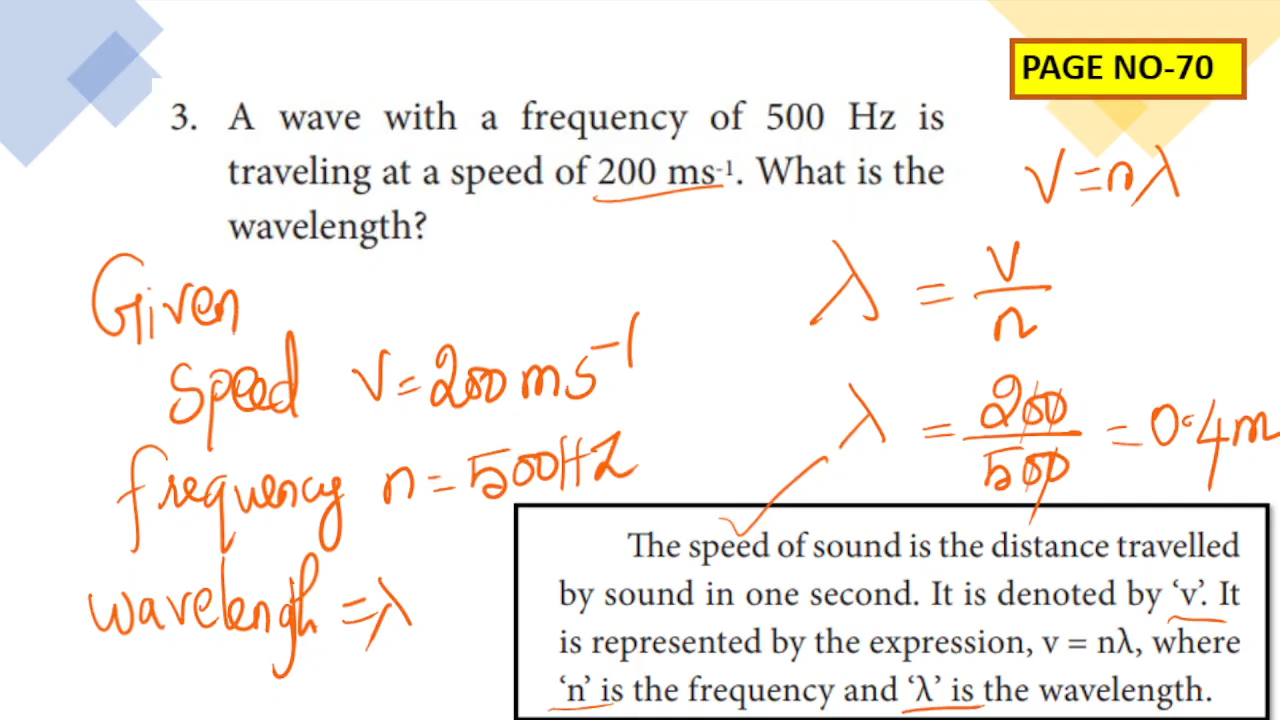 PAGE NO-70
3. A wave with a frequency of 500 Hz is
traveling at a speed of 200 ms⁻¹. What is the
wavelength?
V=nλ
Given
λ = v/n
Speed V=200ms⁻¹
λ = 200/500 = 0.4m
frequency n=500HZ
wavelengh =λ
The speed of sound is the distance travelled
by sound in one second. It is denoted by ‘v’. It
is represented by the expression, v = nλ, where
‘n’ is the frequency and ‘λ’ is the wavelength.